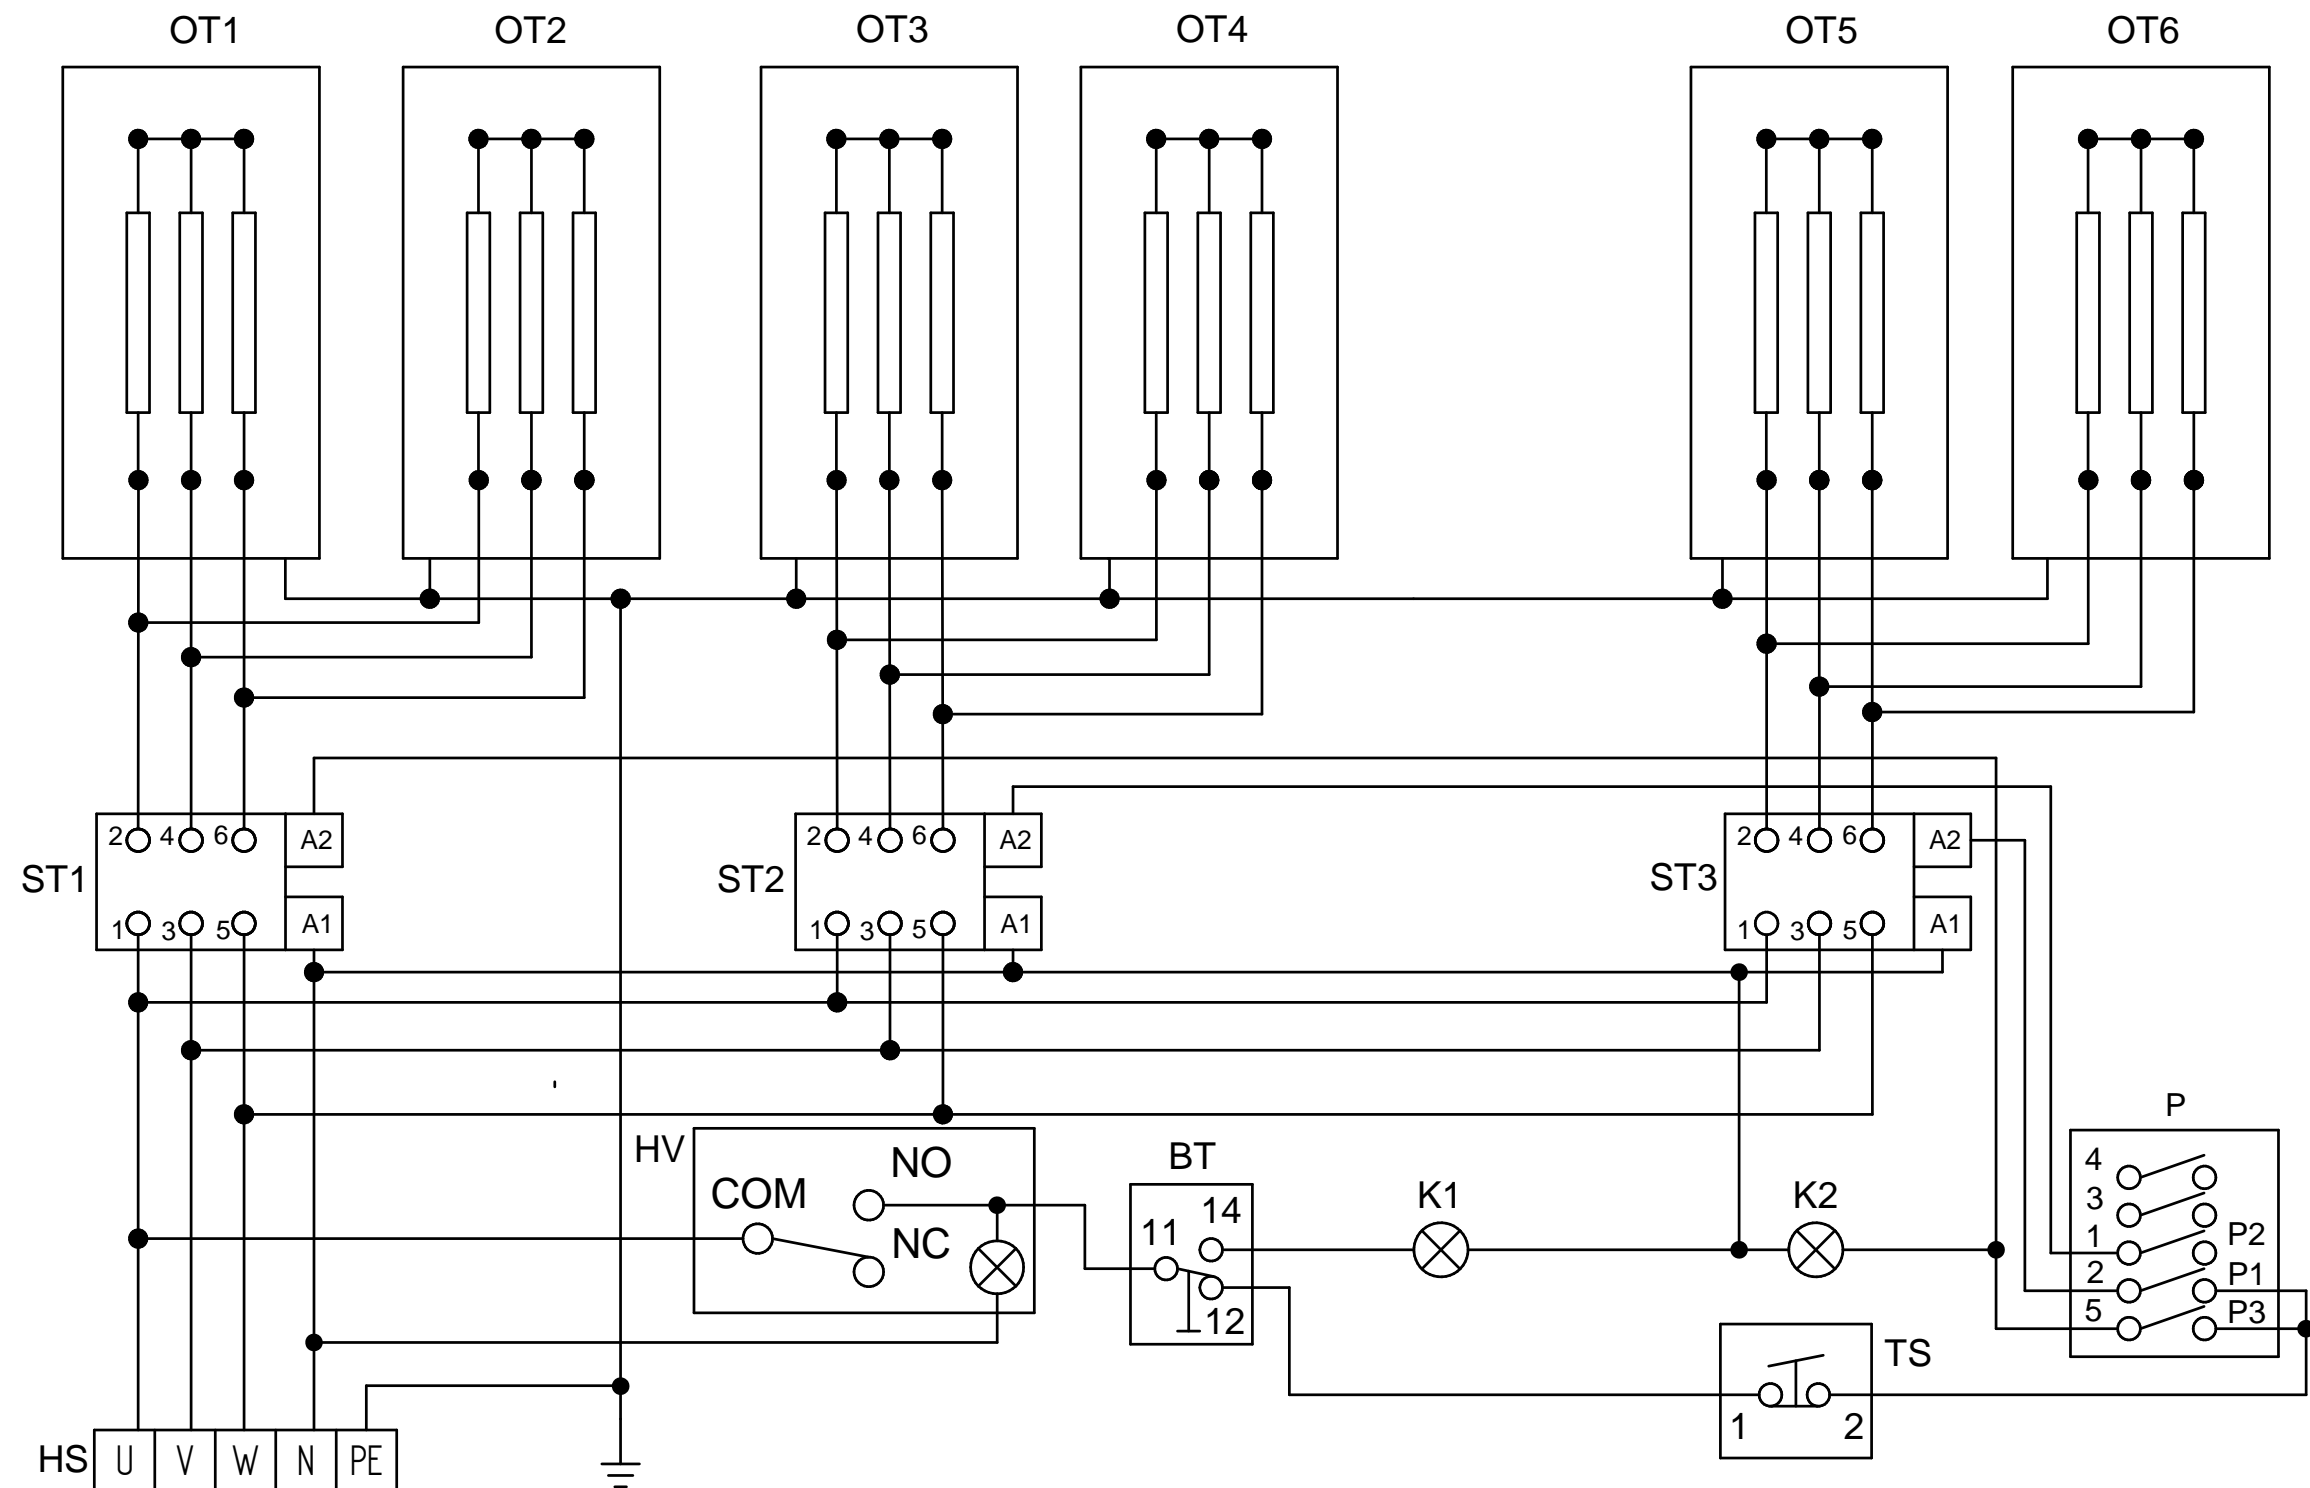 OT1 OT2 OT3 OT4 OT5 OT6
2 4 6 A2 2 4 6 A2 2 4 6 A2
ST1 ST2 ST3
1 3 5 A1 1 3 5 A1 1 3 5 A1
P
HV NO BT
4
COM 14 K1 K2 3
11
NC 1 P2
2 P1
12 5 P3
TS
1 2
HS U V W N PE